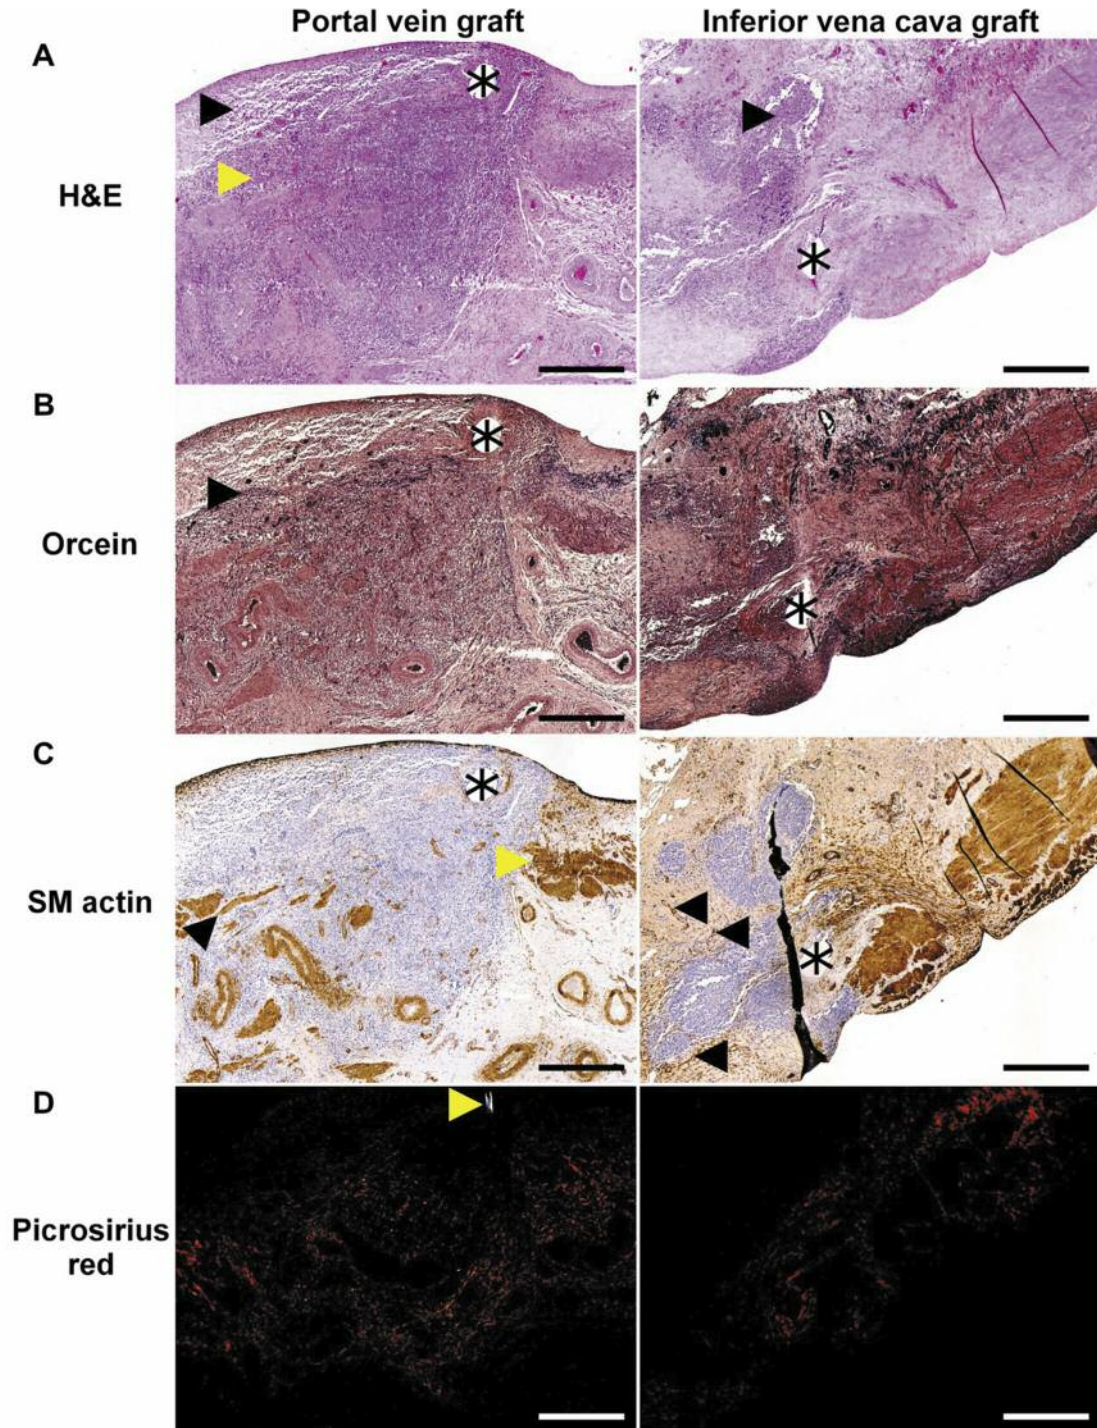 Portal vein graft
Inferior vena cava graft
A
H&E
B
Orcein
C
SM actin
D
Picrosirius
red